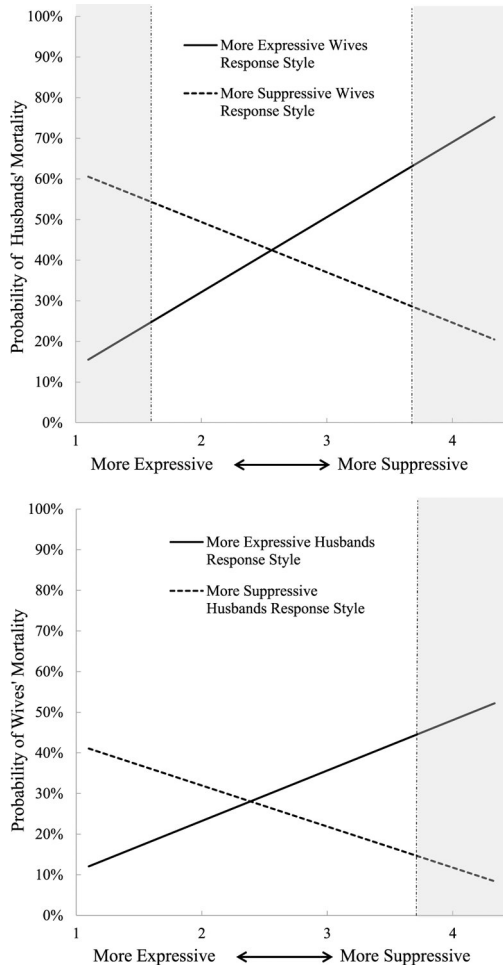 100%
90%
80%
70%
60%
50%
40%
30%
20%
10%
0%
Probability of Husbands' Mortality
More Expressive Wives
Response Style
More Suppressive Wives
Response Style
1 2 3 4
More Expressive More Suppressive
100%
90%
80%
70%
60%
50%
40%
30%
20%
10%
0%
Probability of Wives' Mortality
More Expressive Husbands
Response Style
More Suppressive
Husbands Response Style
1 2 3 4
More Expressive More Suppressive